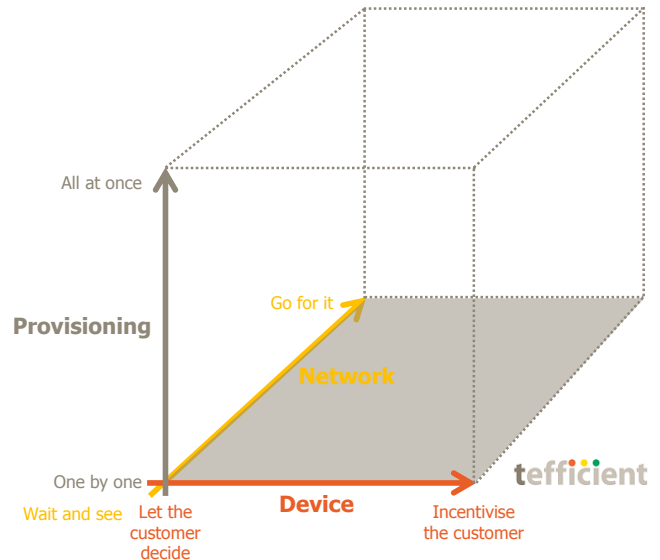 All at once
Go for it
Provisioning
Network
One by one
tefficient
Wait and see
Let the
customer
decide
Device
Incentivise
the customer